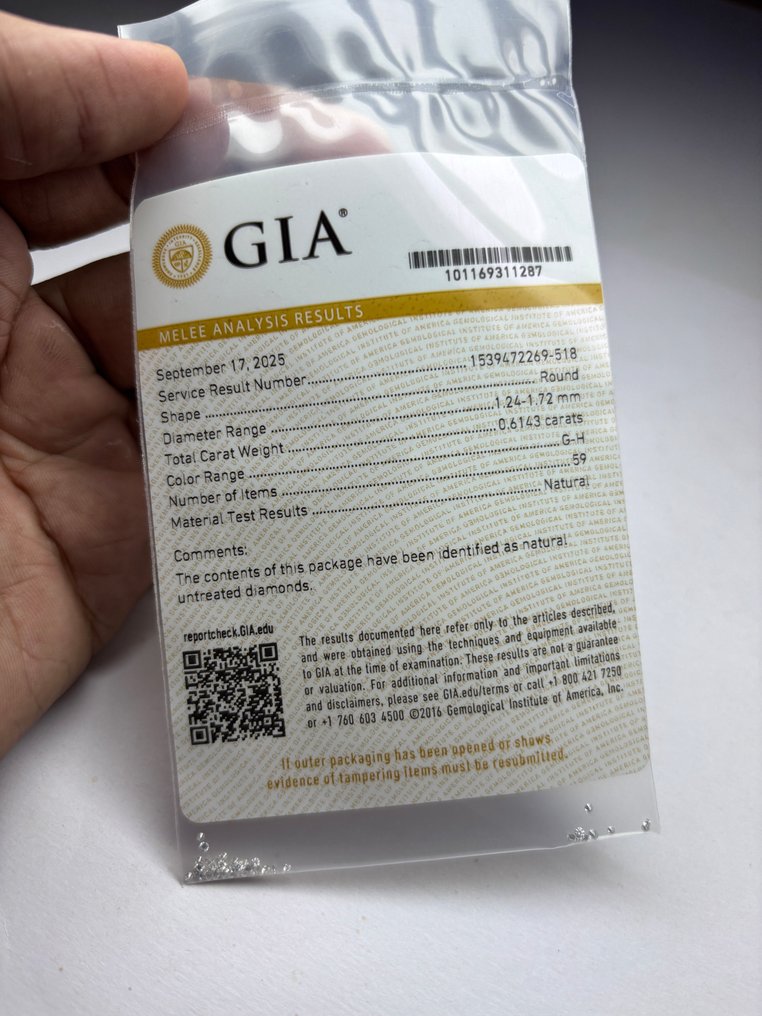 GIA®
101169311287
MELEE ANALYSIS RESULTS
September 17, 2025
Service Result Number.......................................... 1539472269-518
Shape .......................................... Round
Diameter Range .......................................... 1.24-1.72 mm
Total Carat Weight .......................................... 0.6143 carats
Color Range .......................................... G-H
Number of Items .......................................... 59
Material Test Results .......................................... Natural
Comments:
The contents of this package have been identified as natural
untreated diamonds.
reportcheck.GIA.edu
The results documented here refer only to the articles described,
and were obtained using the techniques and equipment available
to GIA at the time of examination. These results are not a guarantee
or valuation. For additional information and important limitations
and disclaimers, please see GIA.edu/terms or call +1 800 421 7250
or +1 760 603 4500 ©2016 Gemological Institute of America, Inc.
If outer packaging has been opened or shows
evidence of tampering items must be resubmitted.